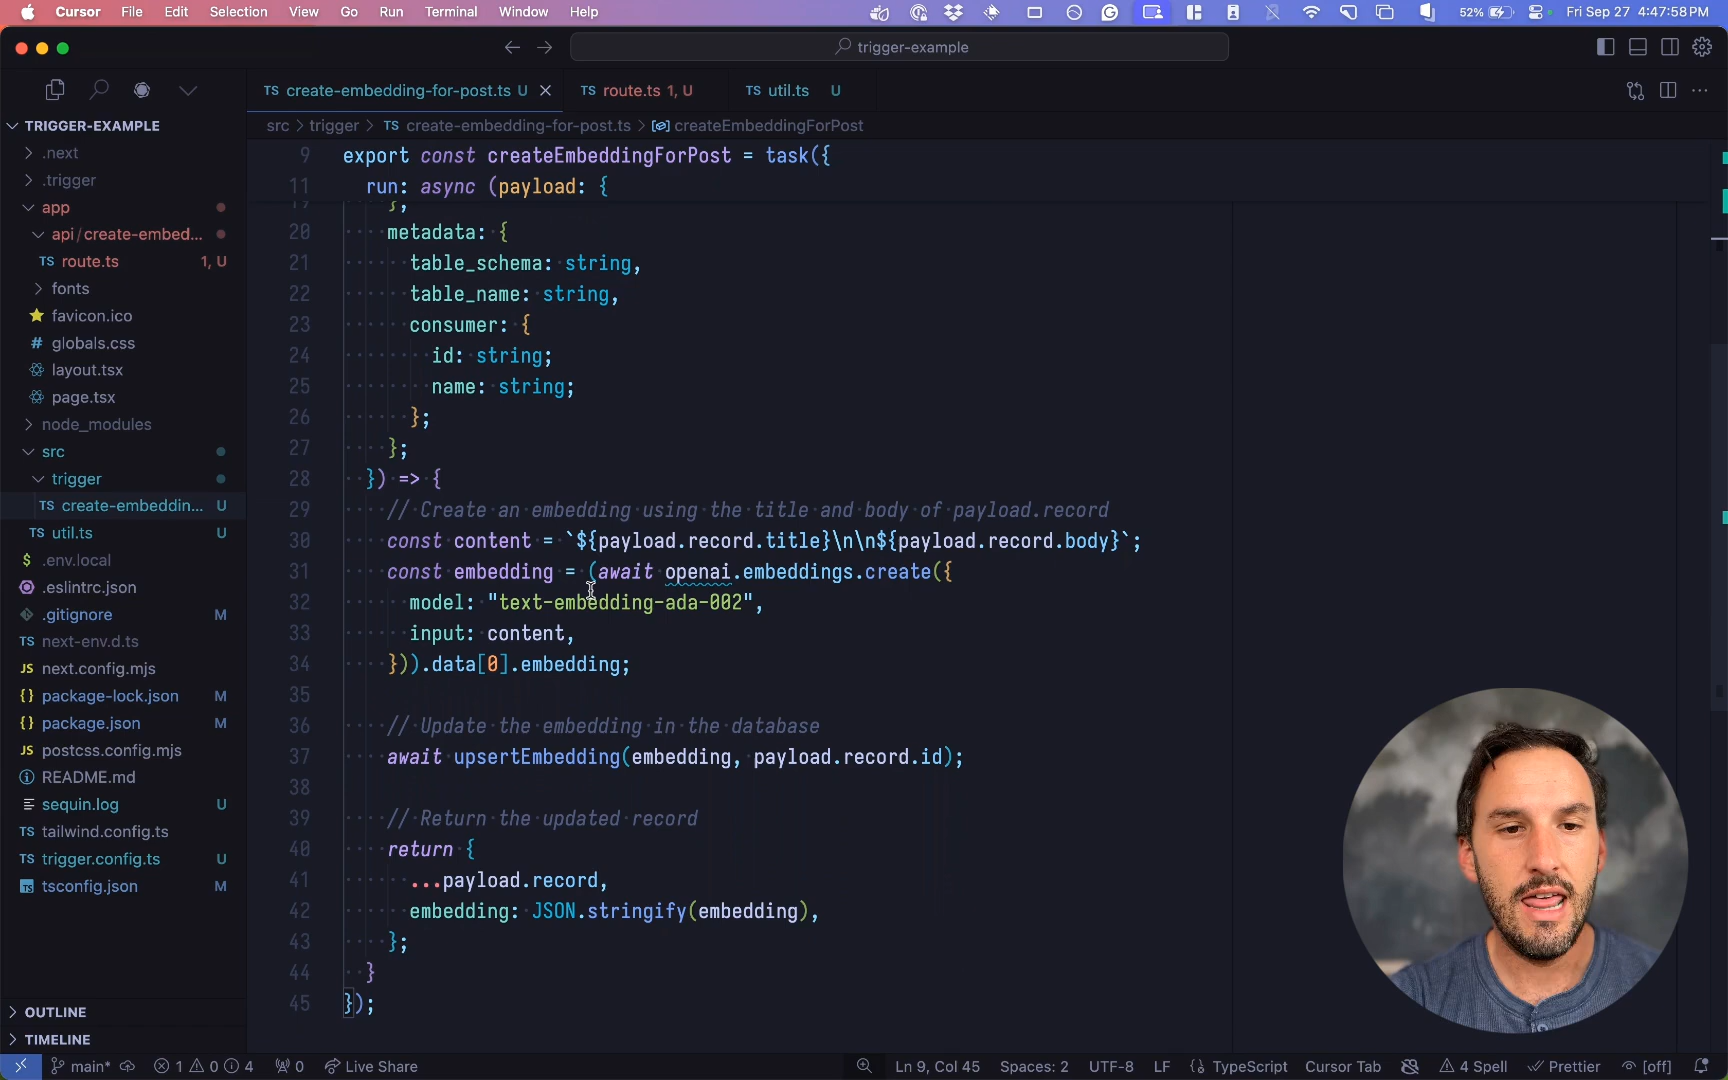 Cursor File Edit Selection View Go Run Terminal Window Help 52% Fri Sep 27 4:47:58 PM
trigger-example
TS create-embedding-for-post.ts U TS route.ts 1, U TS util.ts U
src > trigger > TS create-embedding-for-post.ts > createEmbeddingForPost
TRIGGER-EXAMPLE
.next
.trigger
app
api/create-embed...
TS route.ts 1, U
fonts
favicon.ico
# globals.css
layout.tsx
page.tsx
node_modules
src
trigger
TS create-embeddin... U
TS util.ts U
$ .env.local
.eslintrc.json
.gitignore M
TS next-env.d.ts
JS next.config.mjs
{} package-lock.json M
{} package.json M
JS postcss.config.mjs
README.md
sequin.log U
TS tailwind.config.ts
TS trigger.config.ts U
TS tsconfig.json M
OUTLINE
TIMELINE
9 export const createEmbeddingForPost = task({
11 run: async (payload: {
19 };
20 metadata: {
21 table_schema: string,
22 table_name: string,
23 consumer: {
24 id: string;
25 name: string;
26 };
27 };
28 }) => {
29 // Create an embedding using the title and body of payload.record
30 const content = `${payload.record.title}\n\n${payload.record.body}`;
31 const embedding = (await openai.embeddings.create({
32 model: "text-embedding-ada-002",
33 input: content,
34 })).data[0].embedding;
35
36 // Update the embedding in the database
37 await upsertEmbedding(embedding, payload.record.id);
38
39 // Return the updated record
40 return {
41 ...payload.record,
42 embedding: JSON.stringify(embedding),
43 };
44 }
45 });
main* 1 0 4 0 Live Share Ln 9, Col 45 Spaces: 2 UTF-8 LF {} TypeScript Cursor Tab 4 Spell Prettier [off]